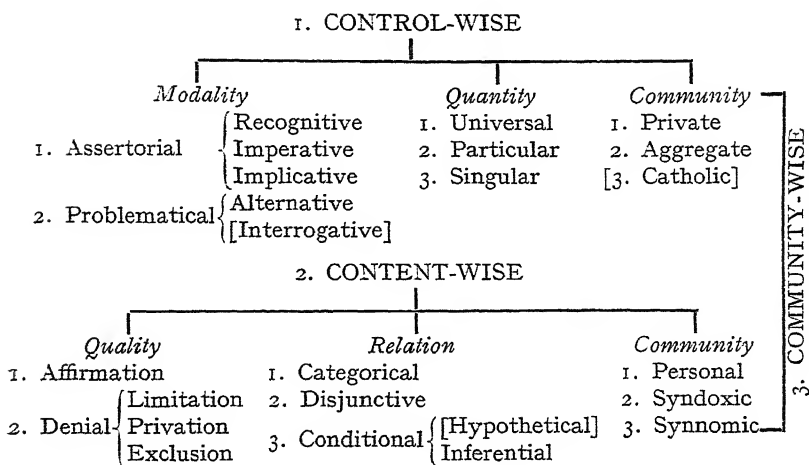 1. CONTROL-WISE
Modality Quantity Community
1. Assertorial { Recognitive 1. Universal 1. Private
Imperative 2. Particular 2. Aggregate
Implicative 3. Singular [3. Catholic]
2. Problematical { Alternative
[Interrogative]
2. CONTENT-WISE
Quality Relation Community
1. Affirmation 1. Categorical 1. Personal
2. Denial { Limitation 2. Disjunctive 2. Syndoxic
Privation 3. Conditional { [Hypothetical] 3. Synnomic
Exclusion Inferential
3. COMMUNITY-WISE